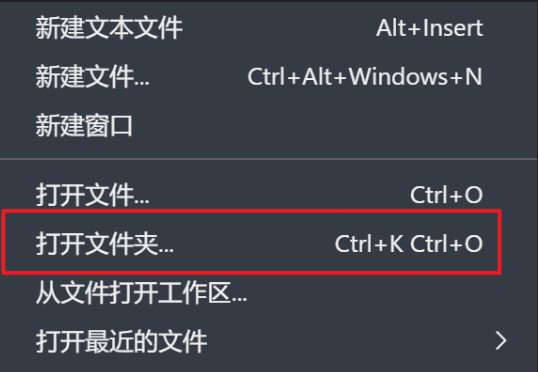 新建文本文件 Alt+Insert
新建文件... Ctrl+Alt+Windows+N
新建窗口
打开文件... Ctrl+O
打开文件夹... Ctrl+K Ctrl+O
从文件打开工作区...
打开最近的文件